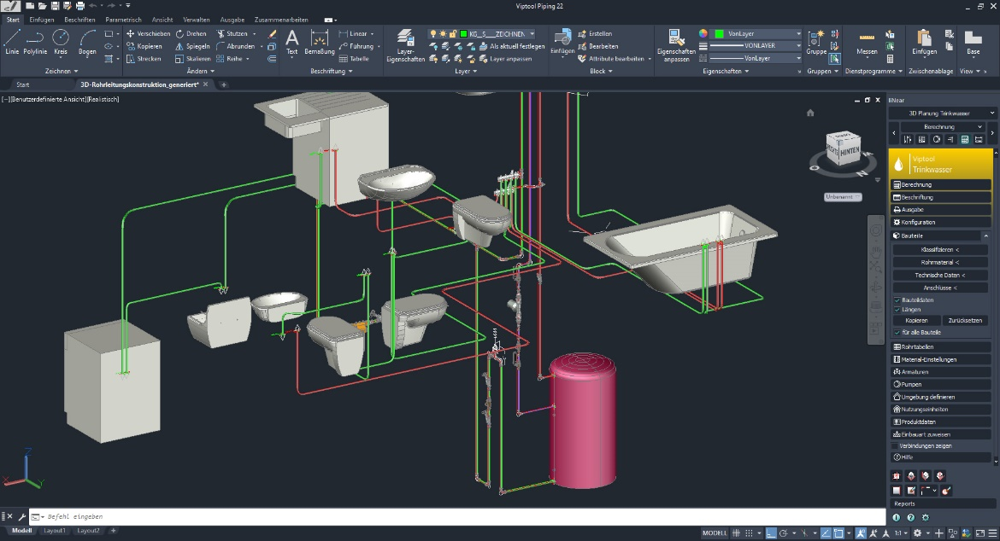 Viptool Piping 22
Start Einfügen Beschriften Parametrisch Ansicht Verwalten Ausgabe Zusammenarbeiten
Linie Polylinie Kreis Bogen
Verschieben Drehen Stutzen
Kopieren Spiegeln Abrunden
Strecken Skalieren Reihe
Text Bemaßung
Linear
Führung
Tabelle
Layer-
Eigenschaften
KG__S____ZEICHNEN
Als aktuell festlegen
Layer anpassen
Einfügen
Erstellen
Bearbeiten
Attribute bearbeiten
Eigenschaften
anpassen
VonLayer
VONLAYER
VonLayer
Gruppe
Messen
Einfügen
Base
Zeichnen Ändern Beschriftung Layer Block Eigenschaften Gruppen Dienstprogramme Zwischenablage View
Start 3D-Rohrleitungskonstruktion_generiert*
[−][Benutzerdefinierte Ansicht][Realistisch]
HINTEN
Unbenannt
liNear
3D Planung Trinkwasser
Berechnung
Viptool
Trinkwasser
Berechnung
Beschriftung
Ausgabe
Konfiguration
Bauteile
Klassifizieren <
Rohrmaterial <
Technische Daten <
Anschlüsse <
Bauteildaten
Längen
Kopieren Zurücksetzen
für alle Bauteile
Rohrtabellen
Material-Einstellungen
Armaturen
Pumpen
Umgebung definieren
Nutzungseinheiten
Produktdaten
Einbauart zuweisen
Verbindungen zeigen
Hilfe
Reports
Z
X
Y
Befehl eingeben
Modell Layout1 Layout2 +
MODELL
1:1